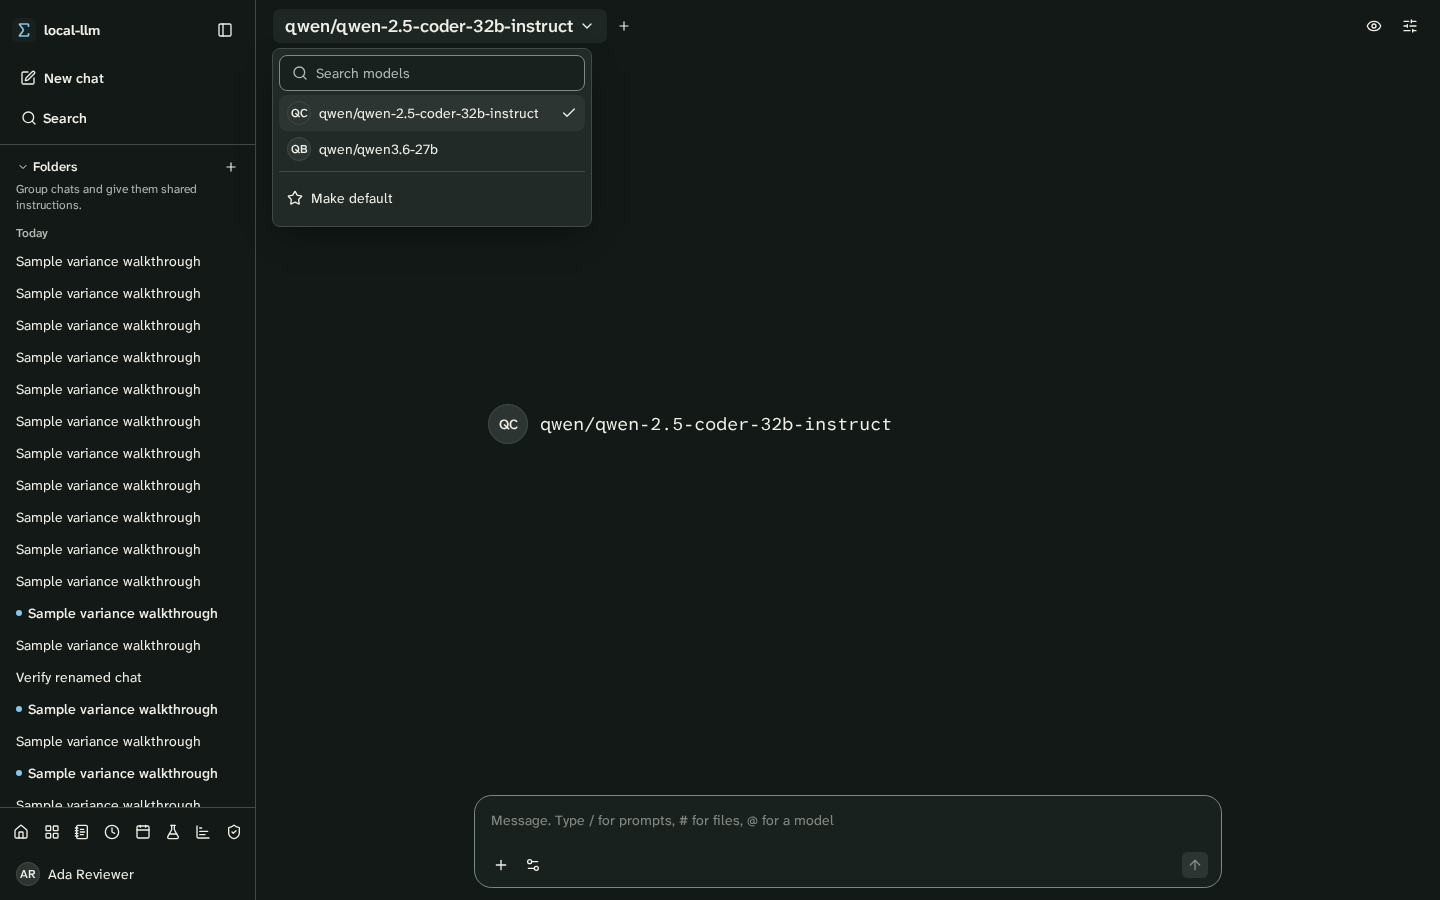 local-llm
New chat
Search
Folders
Group chats and give them shared
instructions.
Today
Sample variance walkthrough
Sample variance walkthrough
Sample variance walkthrough
Sample variance walkthrough
Sample variance walkthrough
Sample variance walkthrough
Sample variance walkthrough
Sample variance walkthrough
Sample variance walkthrough
Sample variance walkthrough
Sample variance walkthrough
Sample variance walkthrough
Sample variance walkthrough
Verify renamed chat
Sample variance walkthrough
Sample variance walkthrough
Sample variance walkthrough
Sample variance walkthrough
AR Ada Reviewer
qwen/qwen-2.5-coder-32b-instruct
Search models
QC qwen/qwen-2.5-coder-32b-instruct
QB qwen/qwen3.6-27b
Make default
QC qwen/qwen-2.5-coder-32b-instruct
Message. Type / for prompts, # for files, @ for a model